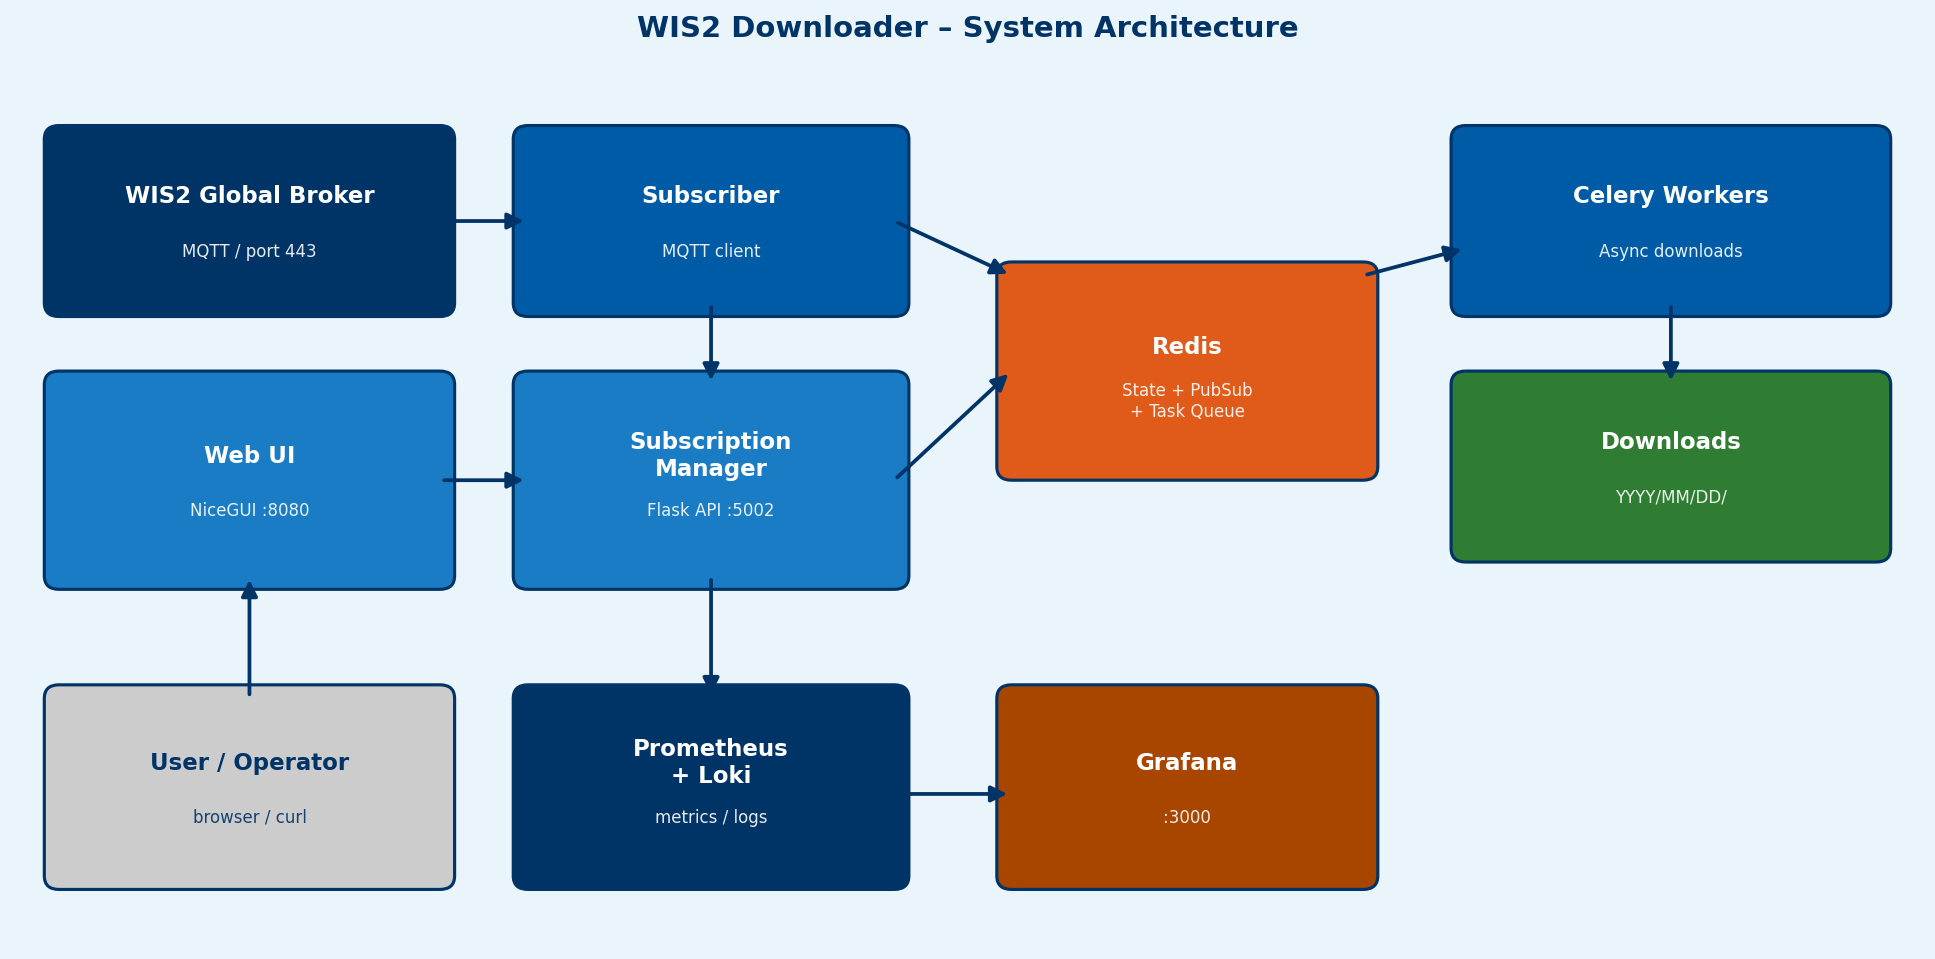 WIS2 Downloader – System Architecture
WIS2 Global Broker
MQTT / port 443
Subscriber
MQTT client
Celery Workers
Async downloads
Redis
State + PubSub
+ Task Queue
Web UI
NiceGUI :8080
Subscription
Manager
Flask API :5002
Downloads
YYYY/MM/DD/
User / Operator
browser / curl
Prometheus
+ Loki
metrics / logs
Grafana
:3000